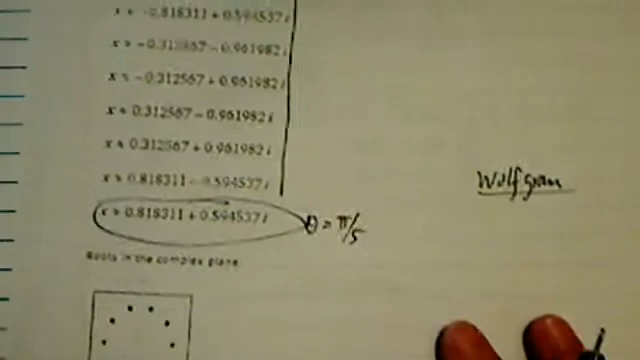 x ≈ -0.818311 + 0.594537 i
x ≈ -0.312567 - 0.961982 i
x ≈ -0.312567 + 0.961982 i
x ≈ 0.312567 - 0.961982 i
x ≈ 0.312567 + 0.961982 i
x ≈ 0.818311 - 0.594537 i
x ≈ 0.818311 + 0.594537 i
θ = π/5
Wolfgram
Roots in the complex plane